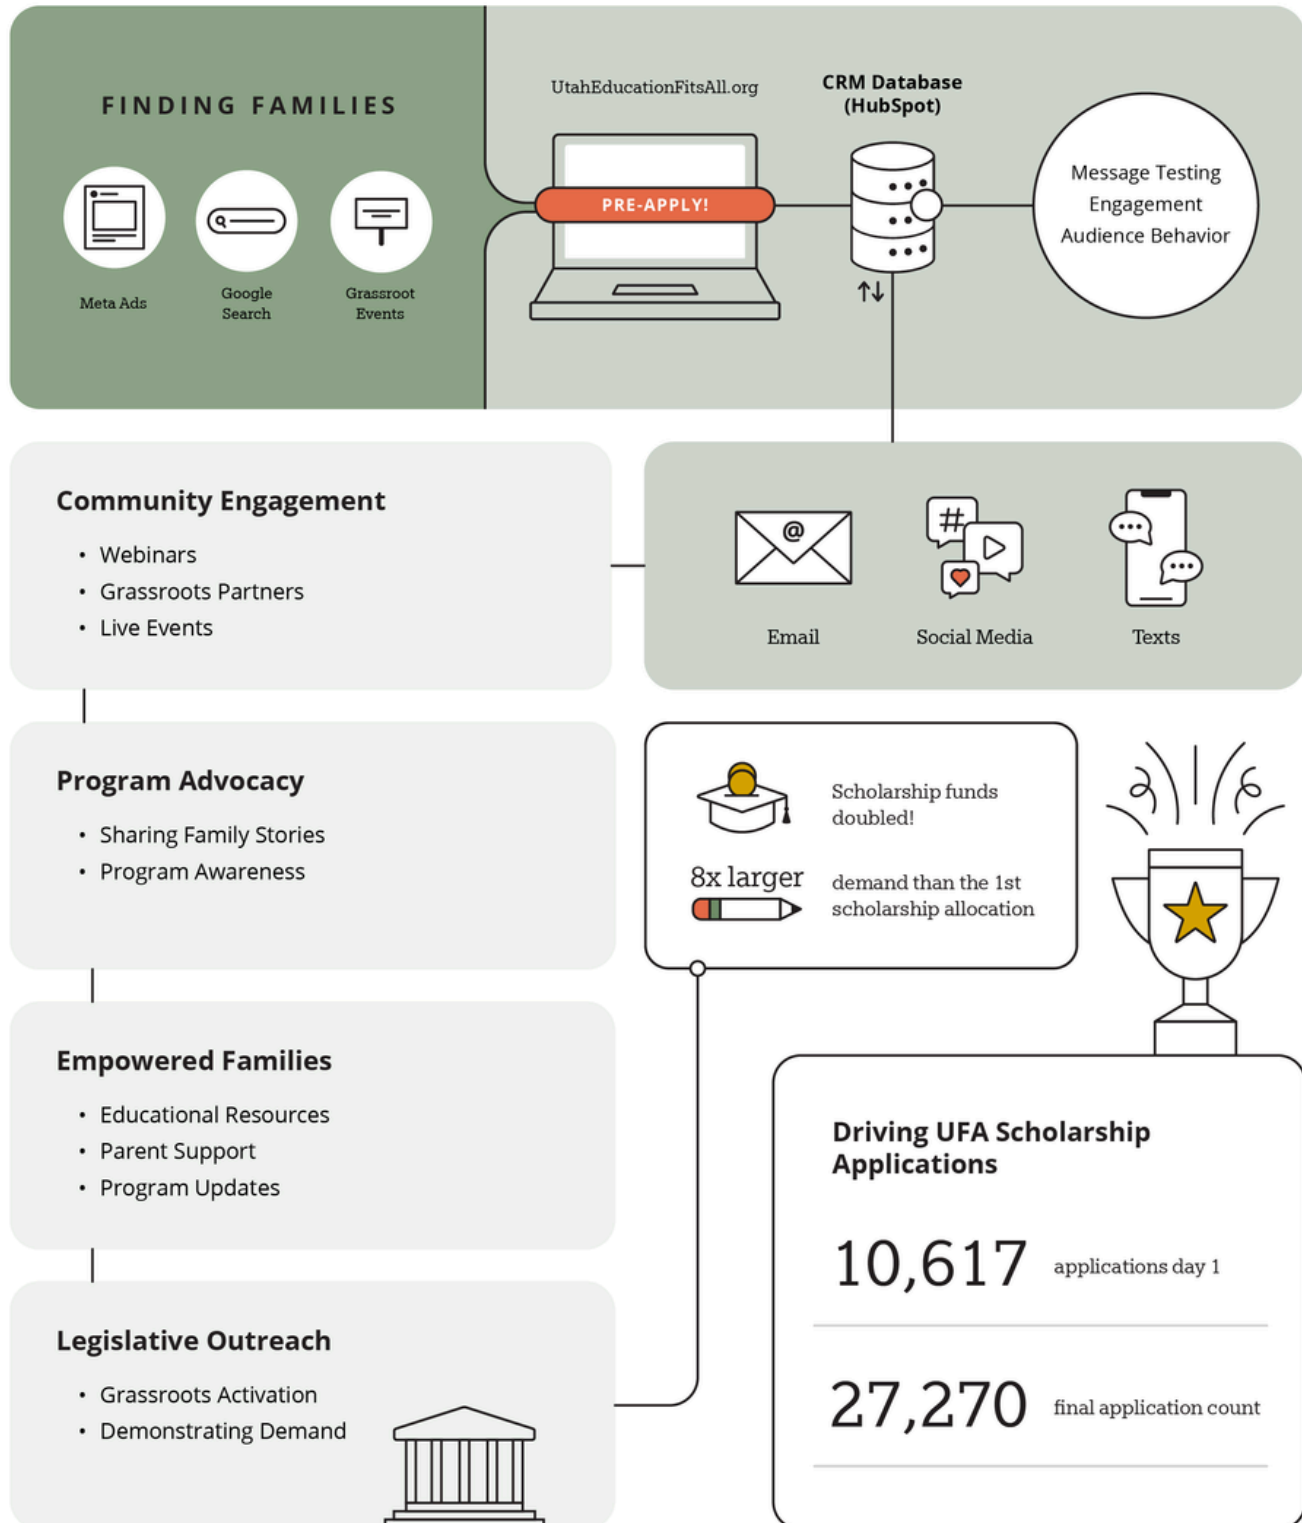 FINDING FAMILIES
Meta Ads
Google
Search
Grassroot
Events
UtahEducationFitsAll.org
PRE-APPLY!
CRM Database
(HubSpot)
Message Testing
Engagement
Audience Behavior
Community Engagement
• Webinars
• Grassroots Partners
• Live Events
@
Email
#
Social Media
Texts
Program Advocacy
• Sharing Family Stories
• Program Awareness
Scholarship funds
doubled!
8x larger
demand than the 1st
scholarship allocation
Empowered Families
• Educational Resources
• Parent Support
• Program Updates
Legislative Outreach
• Grassroots Activation
• Demonstrating Demand
Driving UFA Scholarship
Applications
10,617 applications day 1
27,270 final application count